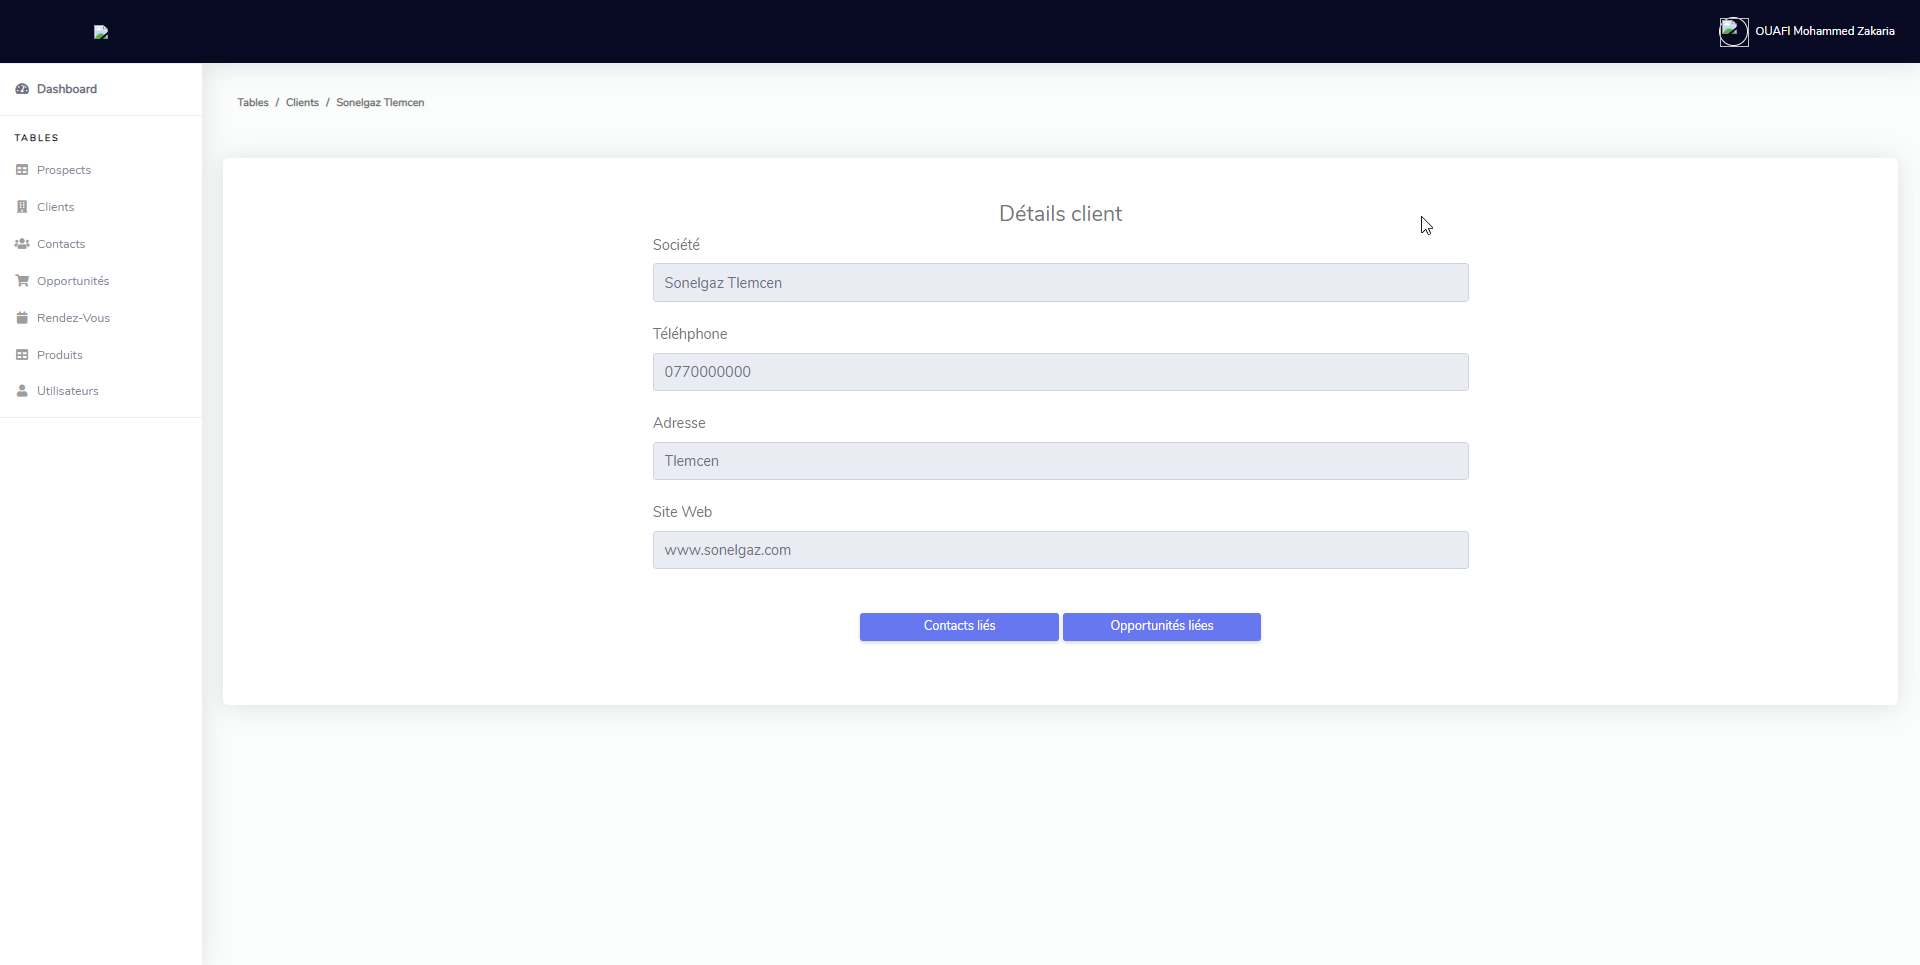 OUAFI Mohammed Zakaria
Dashboard
TABLES
Prospects
Clients
Contacts
Opportunités
Rendez-Vous
Produits
Utilisateurs
Tables / Clients / Sonelgaz Tlemcen
Détails client
Société
Sonelgaz Tlemcen
Téléhphone
0770000000
Adresse
Tlemcen
Site Web
www.sonelgaz.com
Contacts liés Opportunités liées